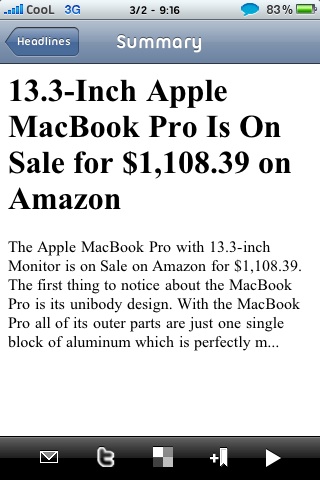 CooL 3G 3/2 - 9:16 83%
Headlines Summary
13.3-Inch Apple
MacBook Pro Is On
Sale for $1,108.39 on
Amazon
The Apple MacBook Pro with 13.3-inch
Monitor is on Sale on Amazon for $1,108.39.
The first thing to notice about the MacBook
Pro is its unibody design. With the MacBook
Pro all of its outer parts are just one single
block of aluminum which is perfectly m...